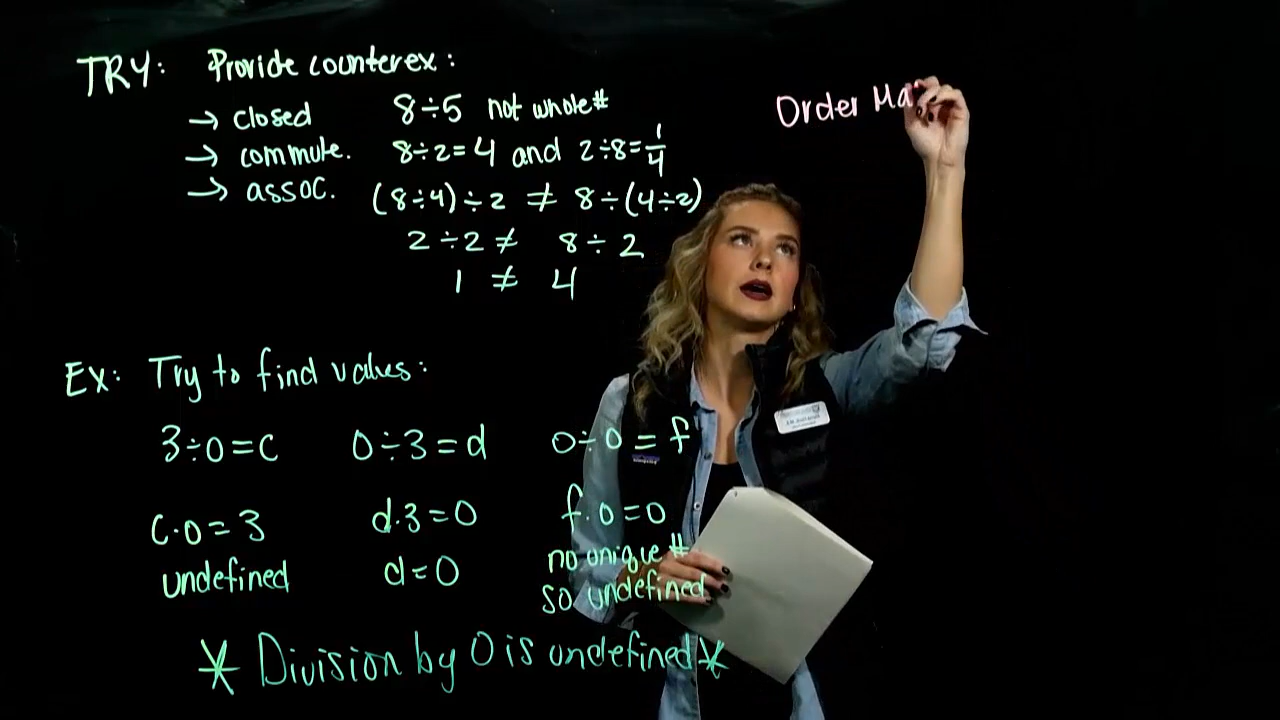 TRY: Provide counterex:
→ closed 8÷5 not whole#
→ commute. 8÷2=4 and 2÷8=1/4
→ assoc. (8÷4)÷2 ≠ 8÷(4÷2)
2÷2 ≠ 8÷2
1 ≠ 4
Ex: Try to find values:
3÷0=c 0÷3=d 0÷0=f
c·0=3 d·3=0 f·0=0
undefined d=0 no unique #
so undefined
* Division by 0 is undefined *
Order Ma